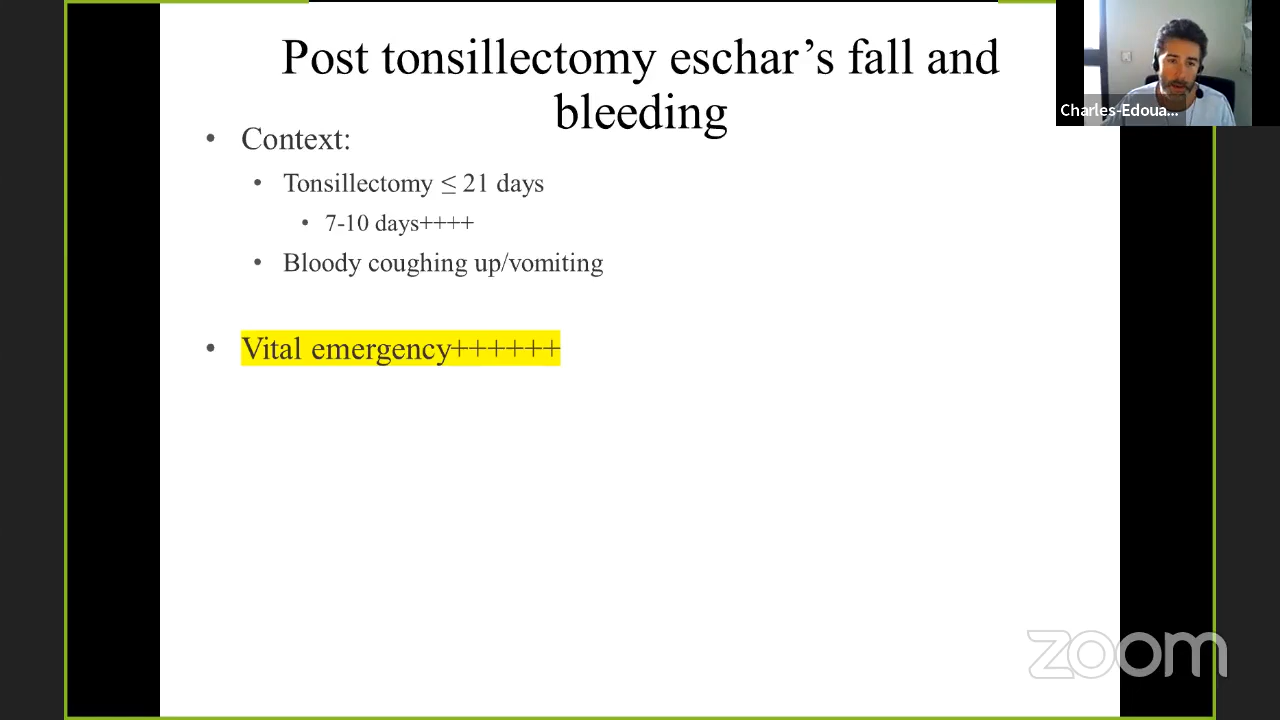 Post tonsillectomy eschar’s fall and
bleeding
• Context:
• Tonsillectomy ≤ 21 days
• 7-10 days++++
• Bloody coughing up/vomiting
• Vital emergency++++++
Charles-Edoua...
zoom